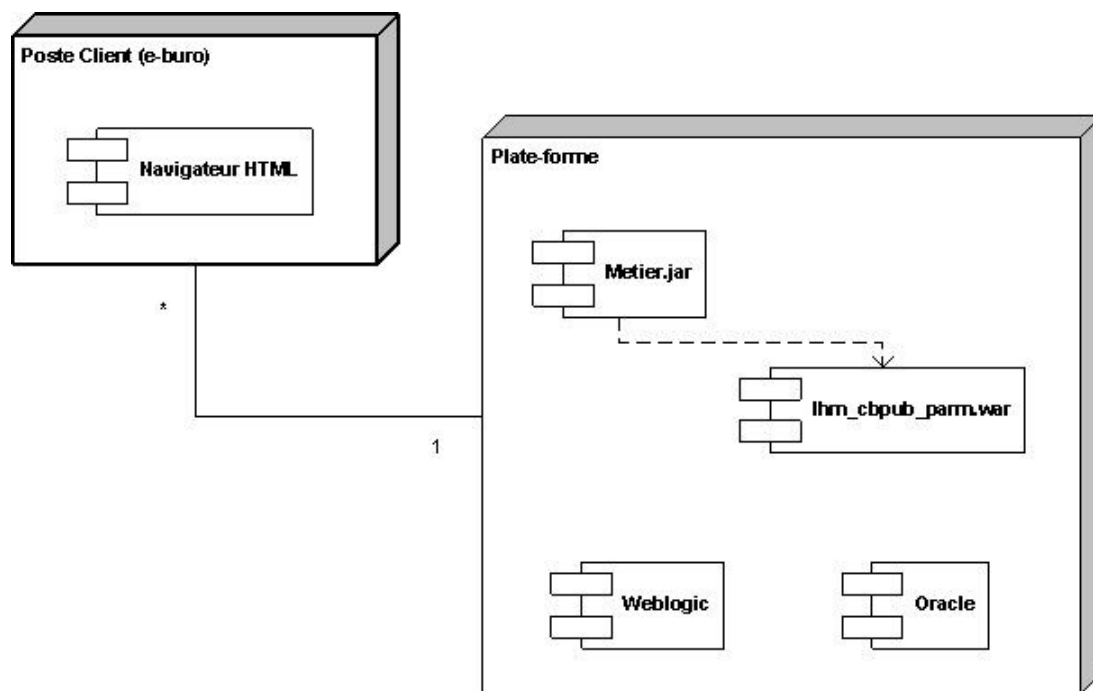 Poste Client (e-buro)
Navigateur HTML
Plate-forme
Metier.jar
*
Ihm_cbpub_parm.war
1
Weblogic
Oracle